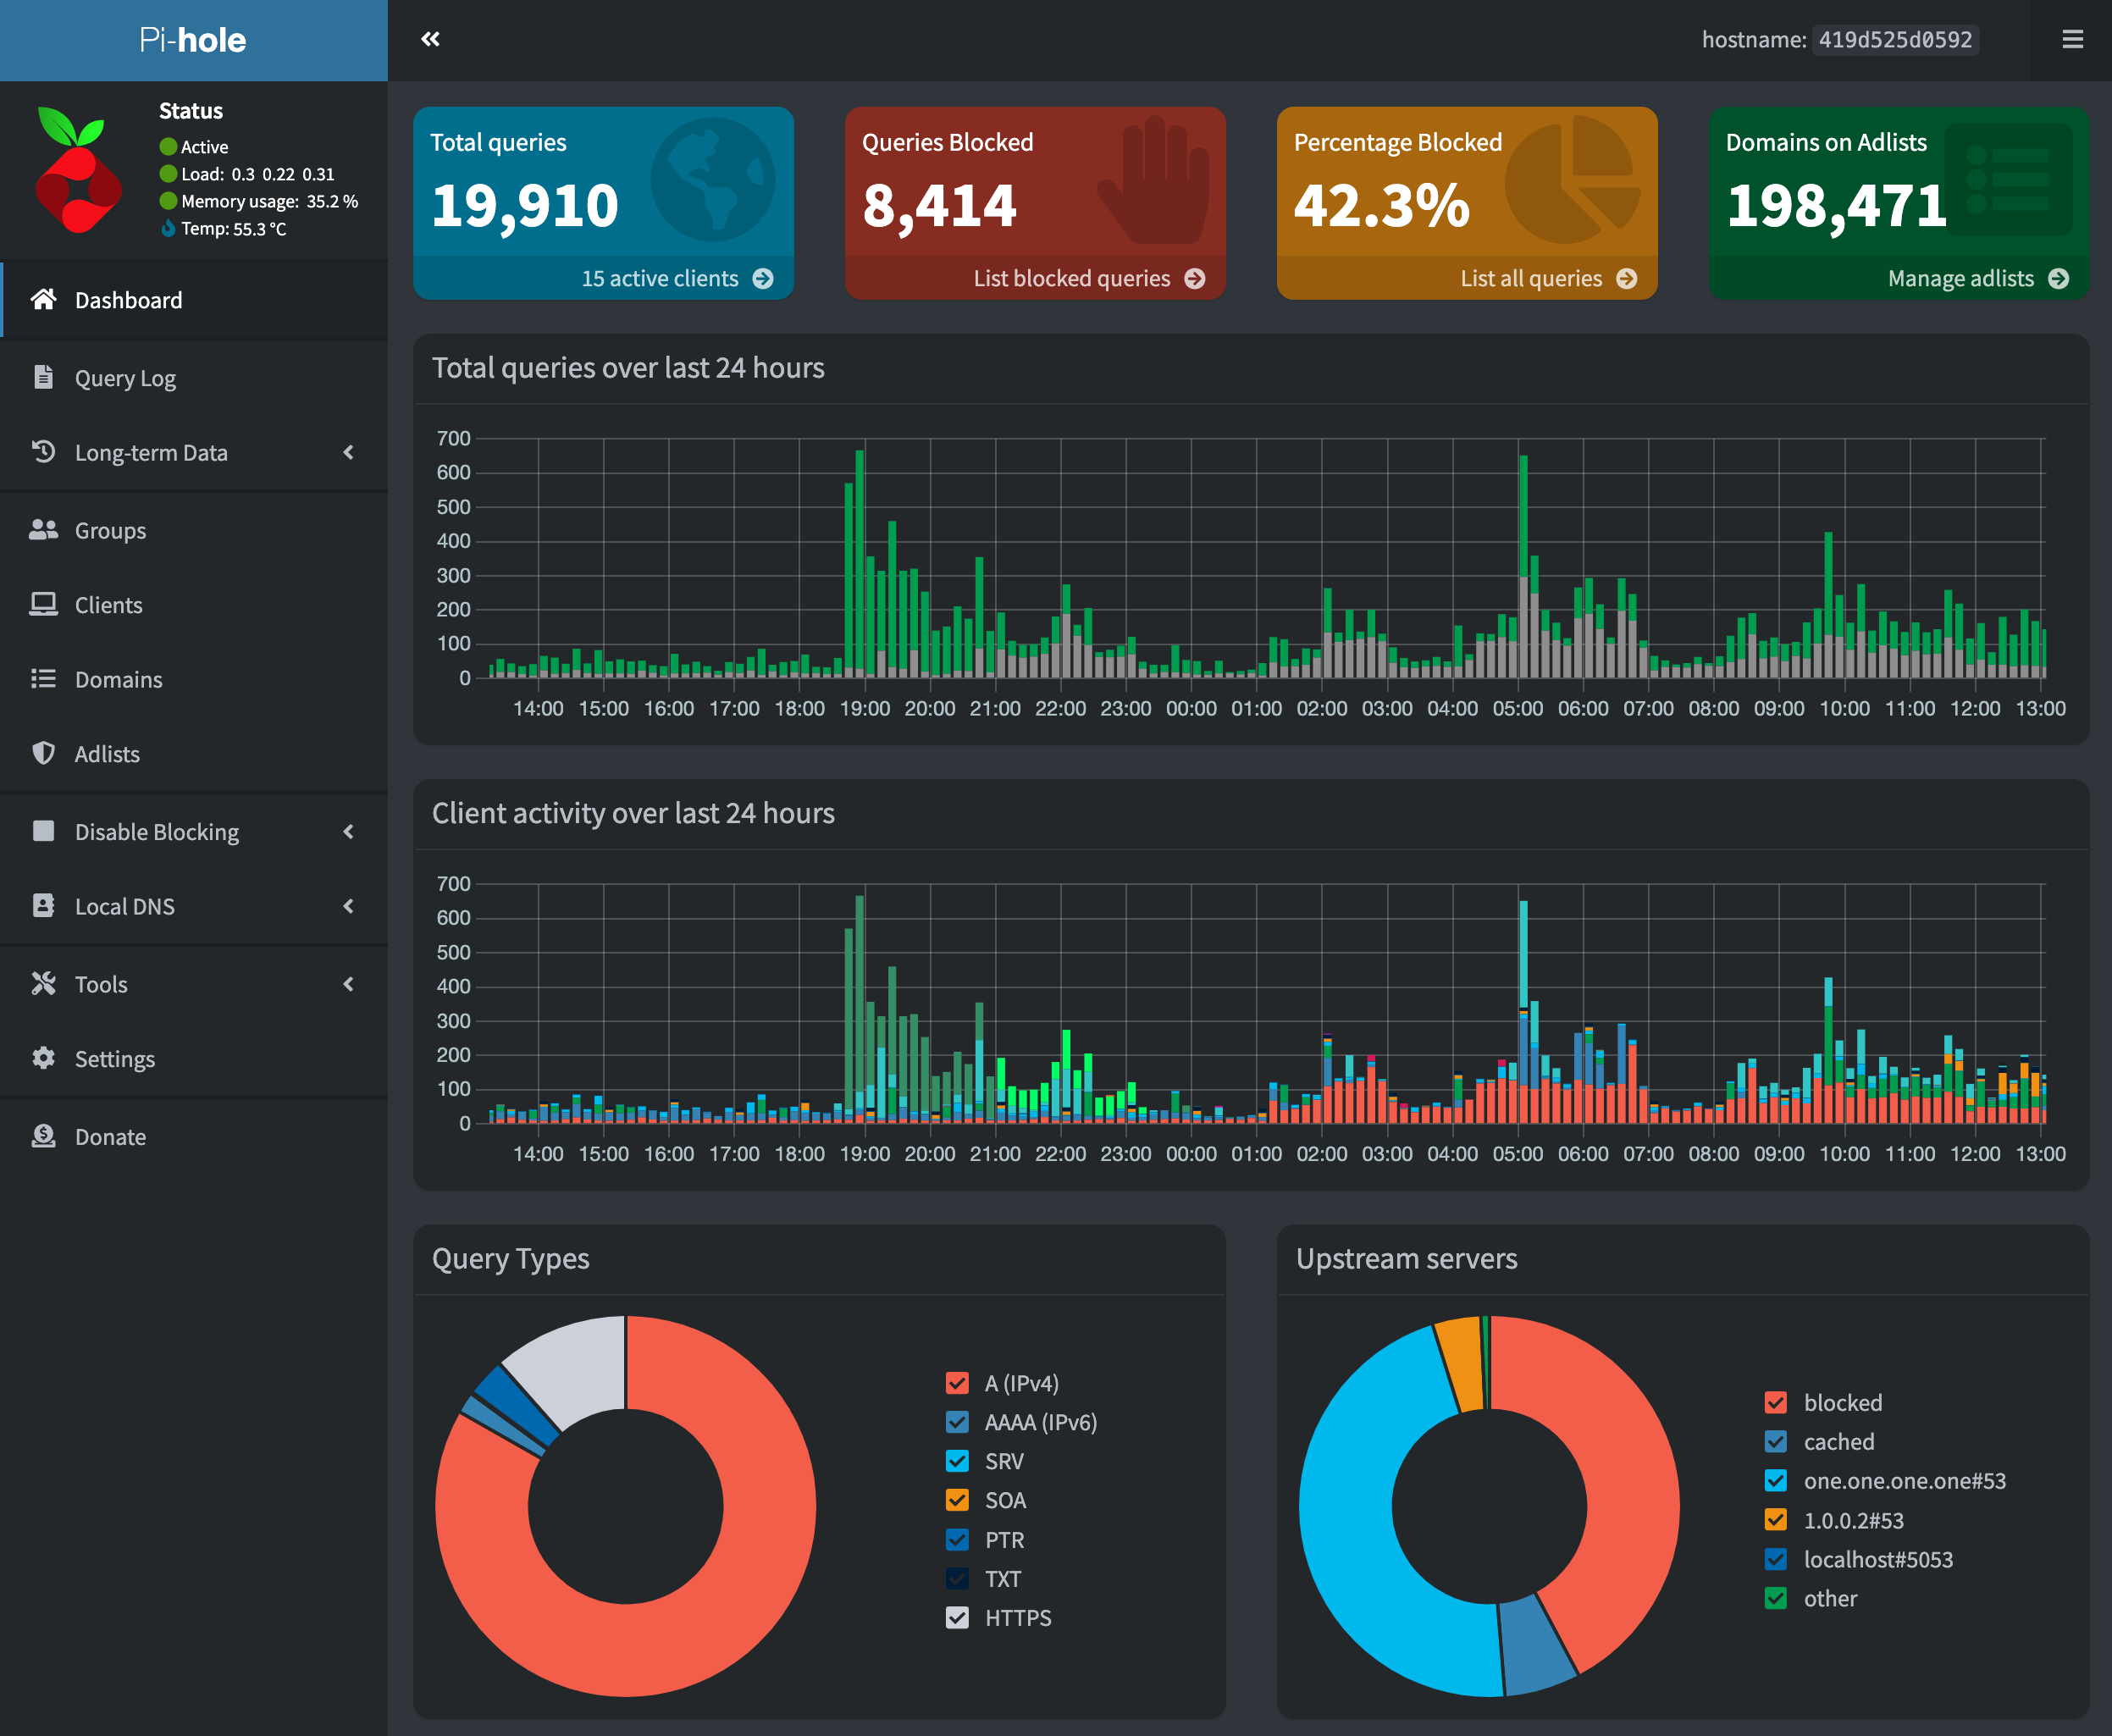 Pi-hole
hostname: 419d525d0592
Status
Active
Load: 0.3 0.22 0.31
Memory usage: 35.2 %
Temp: 55.3 °C
Dashboard
Query Log
Long-term Data
Groups
Clients
Domains
Adlists
Disable Blocking
Local DNS
Tools
Settings
Donate
Total queries
19,910
15 active clients
Queries Blocked
8,414
List blocked queries
Percentage Blocked
42.3%
List all queries
Domains on Adlists
198,471
Manage adlists
Total queries over last 24 hours
700
600
500
400
300
200
100
0
14:00 15:00 16:00 17:00 18:00 19:00 20:00 21:00 22:00 23:00 00:00 01:00 02:00 03:00 04:00 05:00 06:00 07:00 08:00 09:00 10:00 11:00 12:00 13:00
Client activity over last 24 hours
700
600
500
400
300
200
100
0
14:00 15:00 16:00 17:00 18:00 19:00 20:00 21:00 22:00 23:00 00:00 01:00 02:00 03:00 04:00 05:00 06:00 07:00 08:00 09:00 10:00 11:00 12:00 13:00
Query Types
A (IPv4)
AAAA (IPv6)
SRV
SOA
PTR
TXT
HTTPS
Upstream servers
blocked
cached
one.one.one.one#53
1.0.0.2#53
localhost#5053
other